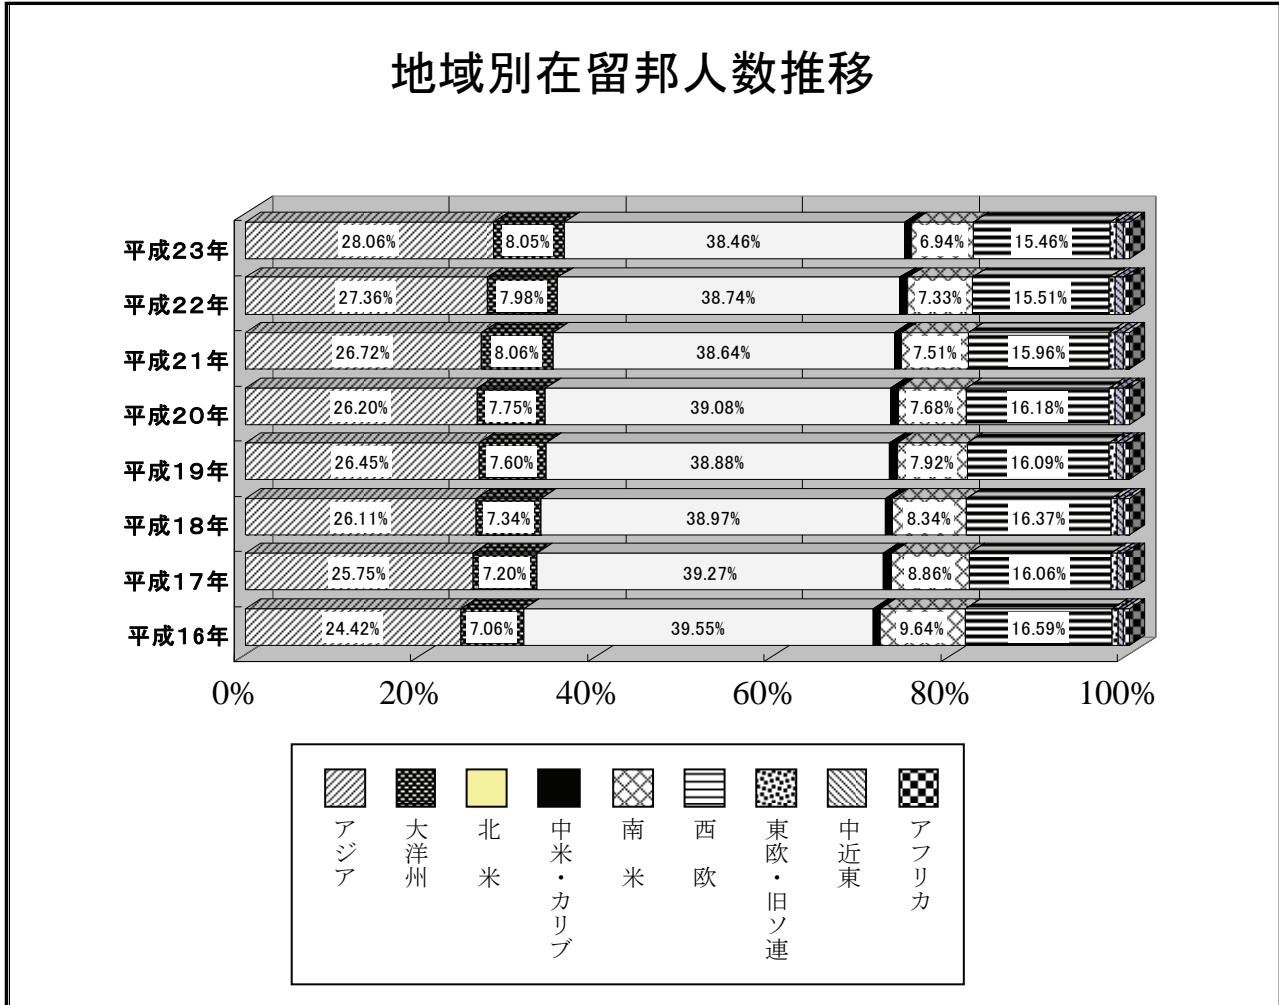 地域別在留邦人数推移
平成23年 28.06% 8.05% 38.46% 6.94% 15.46%
平成22年 27.36% 7.98% 38.74% 7.33% 15.51%
平成21年 26.72% 8.06% 38.64% 7.51% 15.96%
平成20年 26.20% 7.75% 39.08% 7.68% 16.18%
平成19年 26.45% 7.60% 38.88% 7.92% 16.09%
平成18年 26.11% 7.34% 38.97% 8.34% 16.37%
平成17年 25.75% 7.20% 39.27% 8.86% 16.06%
平成16年 24.42% 7.06% 39.55% 9.64% 16.59%
0% 20% 40% 60% 80% 100%
アジア
大洋州
北 米
中米・カリブ
南 米
西 欧
東欧・旧ソ連
中近東
アフリカ